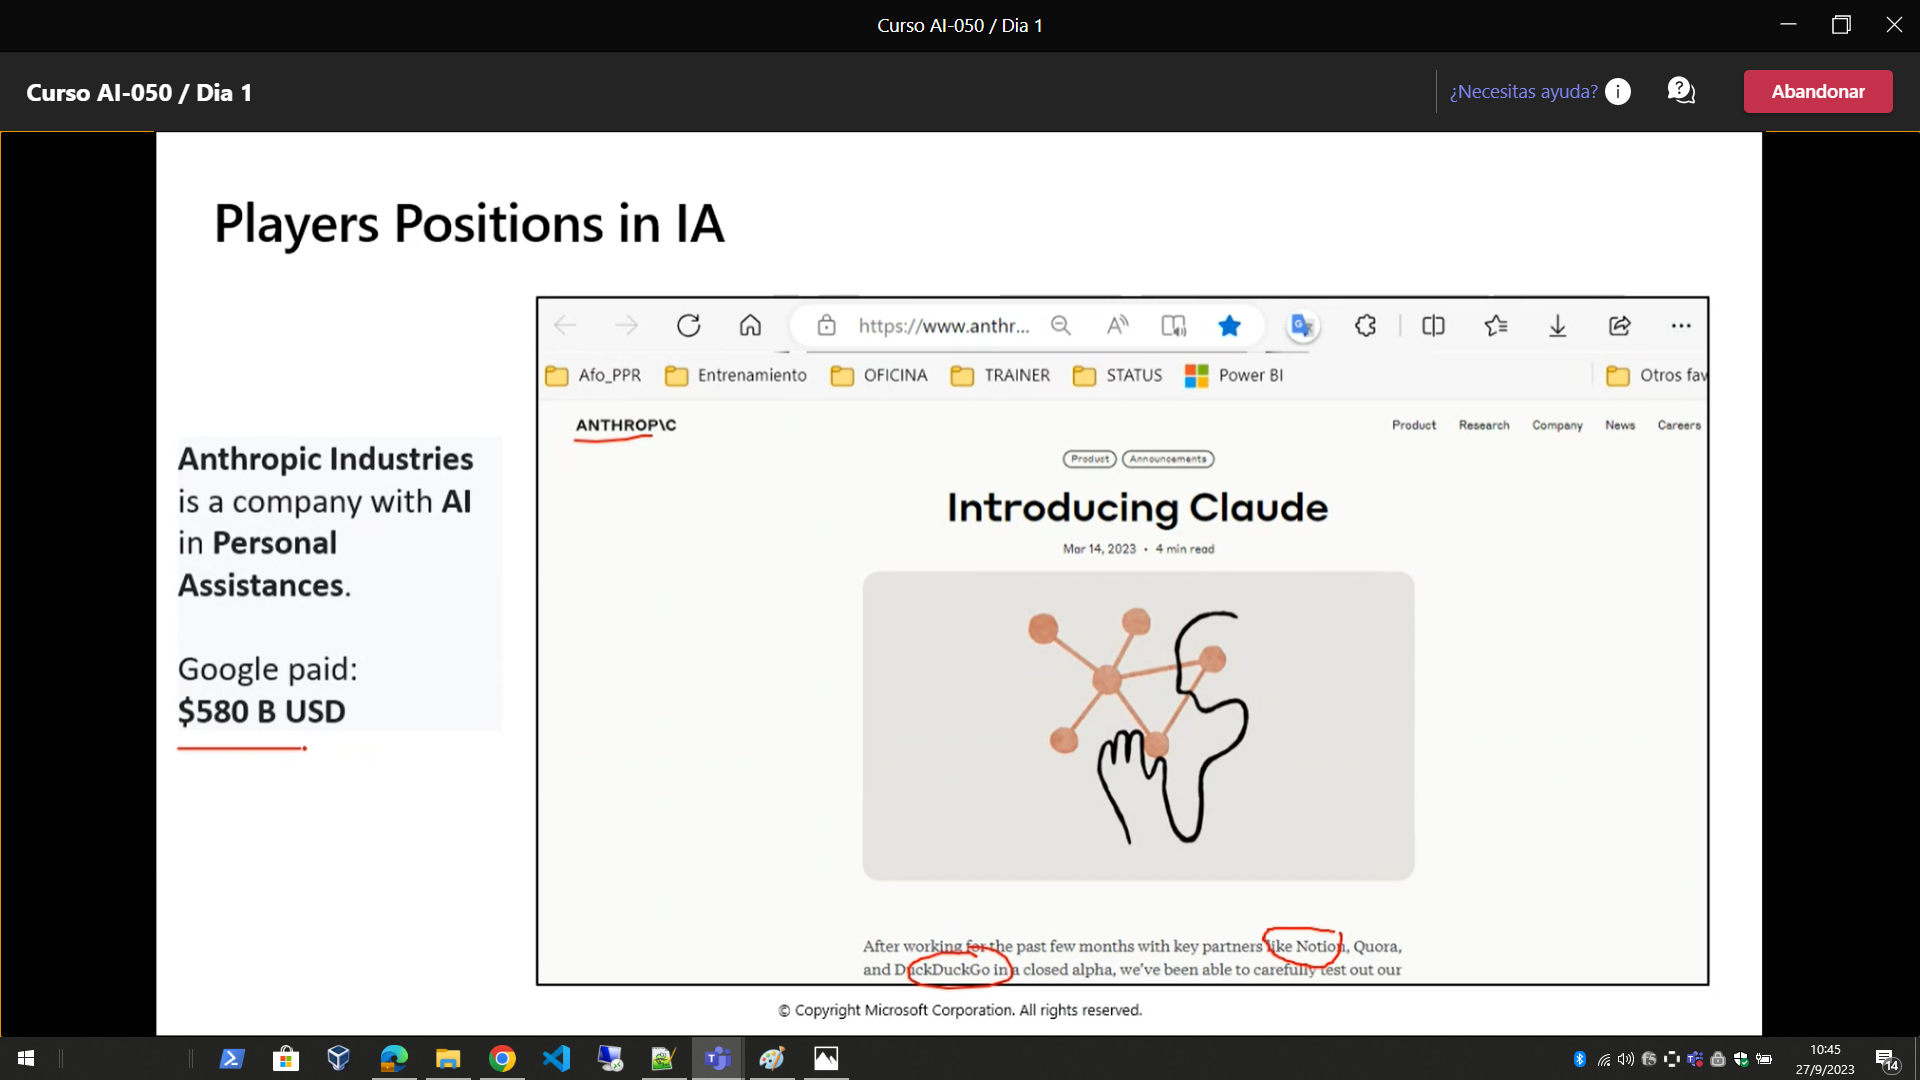 Curso AI-050 / Dia 1
Curso AI-050 / Dia 1
¿Necesitas ayuda?
Abandonar
Players Positions in IA
Anthropic Industries
is a company with AI
in Personal
Assistances.
Google paid:
$580 B USD
https://www.anthr...
Afo_PPR
Entrenamiento
OFICINA
TRAINER
STATUS
Power BI
Otros fav
ANTHROP\C
Product
Research
Company
News
Careers
Product
Announcements
Introducing Claude
Mar 14, 2023 • 4 min read
After working for the past few months with key partners like Notion, Quora,
and DuckDuckGo in a closed alpha, we've been able to carefully test out our
© Copyright Microsoft Corporation. All rights reserved.
10:45
27/9/2023
14